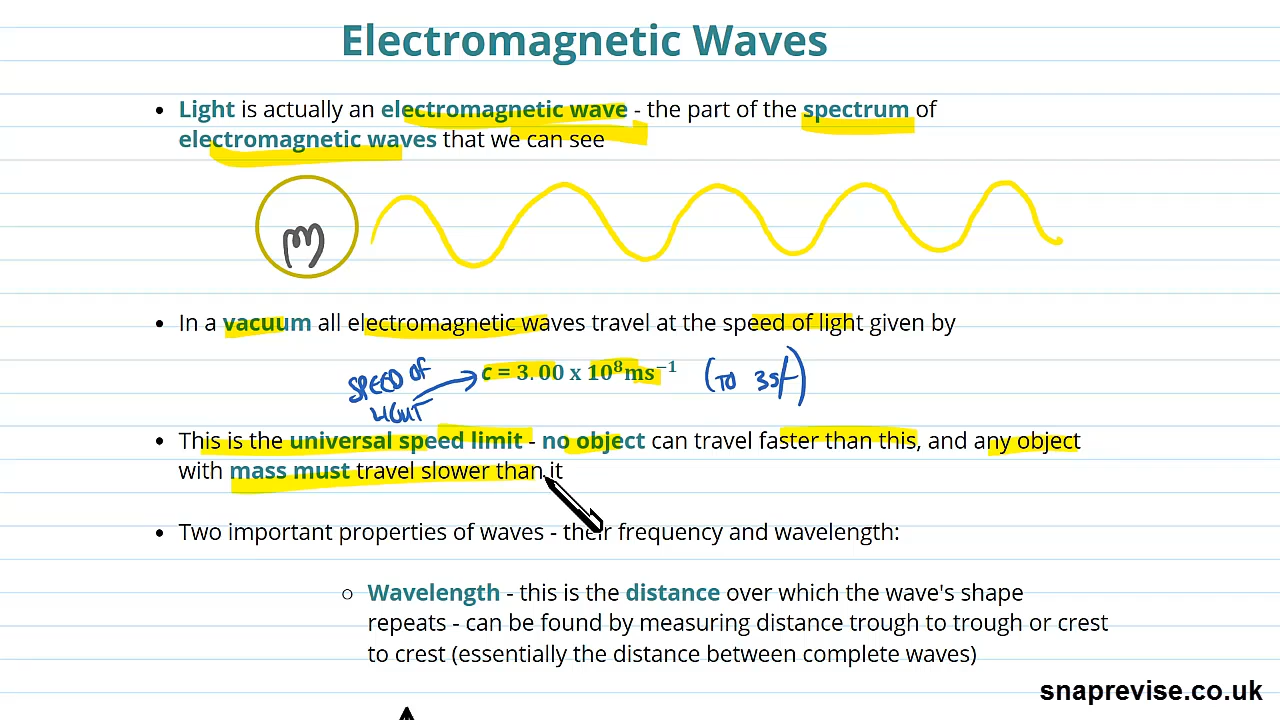 Electromagnetic Waves
• Light is actually an electromagnetic wave - the part of the spectrum of
electromagnetic waves that we can see
m
• In a vacuum all electromagnetic waves travel at the speed of light given by
SPEED OF
LIGHT
c = 3.00 x 10⁸ms⁻¹ (TO 3sf)
• This is the universal speed limit - no object can travel faster than this, and any object
with mass must travel slower than it
• Two important properties of waves - their frequency and wavelength:
○ Wavelength - this is the distance over which the wave's shape
repeats - can be found by measuring distance trough to trough or crest
to crest (essentially the distance between complete waves)
snaprevise.co.uk